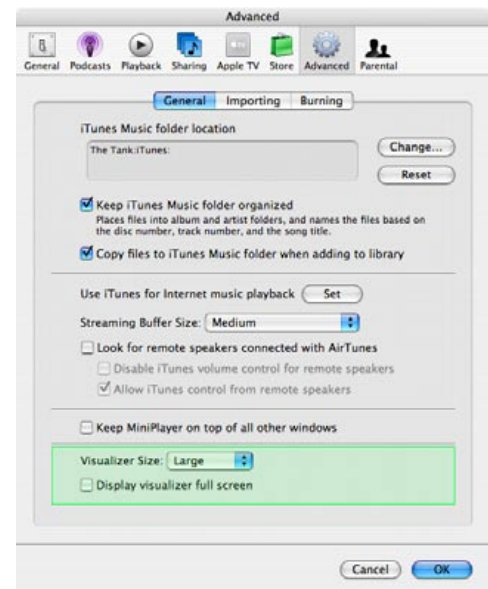 Advanced
General Podcasts Playback Sharing Apple TV Store Advanced Parental
General Importing Burning
iTunes Music folder location
The Tank:iTunes:
Change...
Reset
Keep iTunes Music folder organized
Places files into album and artist folders, and names the files based on
the disc number, track number, and the song title.
Copy files to iTunes Music folder when adding to library
Use iTunes for Internet music playback Set
Streaming Buffer Size: Medium
Look for remote speakers connected with AirTunes
Disable iTunes volume control for remote speakers
Allow iTunes control from remote speakers
Keep MiniPlayer on top of all other windows
Visualizer Size: Large
Display visualizer full screen
Cancel OK